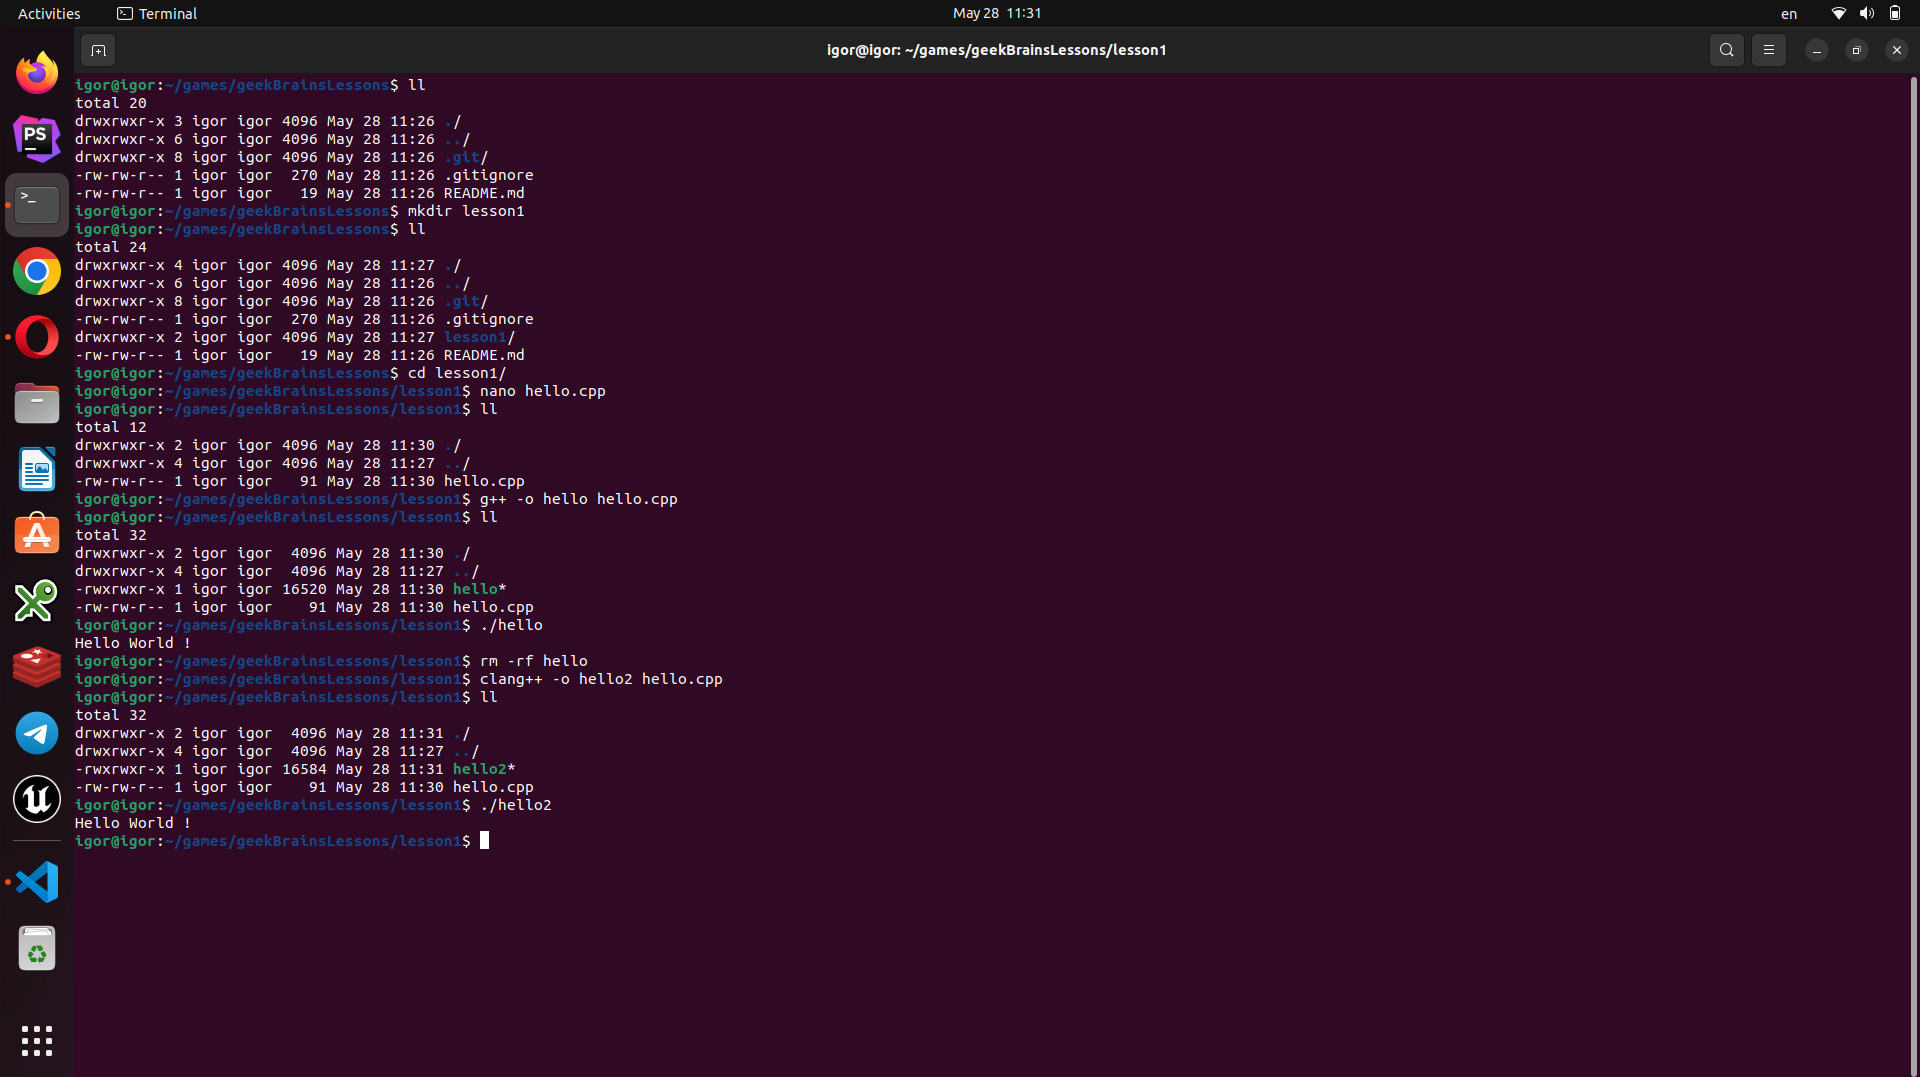 Activities Terminal May 28 11:31 en
igor@igor: ~/games/geekBrainsLessons/lesson1
igor@igor:~/games/geekBrainsLessons$ ll
total 20
drwxrwxr-x 3 igor igor 4096 May 28 11:26 ./
drwxrwxr-x 6 igor igor 4096 May 28 11:26 ../
drwxrwxr-x 8 igor igor 4096 May 28 11:26 .git/
-rw-rw-r-- 1 igor igor  270 May 28 11:26 .gitignore
-rw-rw-r-- 1 igor igor   19 May 28 11:26 README.md
igor@igor:~/games/geekBrainsLessons$ mkdir lesson1
igor@igor:~/games/geekBrainsLessons$ ll
total 24
drwxrwxr-x 4 igor igor 4096 May 28 11:27 ./
drwxrwxr-x 6 igor igor 4096 May 28 11:26 ../
drwxrwxr-x 8 igor igor 4096 May 28 11:26 .git/
-rw-rw-r-- 1 igor igor  270 May 28 11:26 .gitignore
drwxrwxr-x 2 igor igor 4096 May 28 11:27 lesson1/
-rw-rw-r-- 1 igor igor   19 May 28 11:26 README.md
igor@igor:~/games/geekBrainsLessons$ cd lesson1/
igor@igor:~/games/geekBrainsLessons/lesson1$ nano hello.cpp
igor@igor:~/games/geekBrainsLessons/lesson1$ ll
total 12
drwxrwxr-x 2 igor igor 4096 May 28 11:30 ./
drwxrwxr-x 4 igor igor 4096 May 28 11:27 ../
-rw-rw-r-- 1 igor igor   91 May 28 11:30 hello.cpp
igor@igor:~/games/geekBrainsLessons/lesson1$ g++ -o hello hello.cpp
igor@igor:~/games/geekBrainsLessons/lesson1$ ll
total 32
drwxrwxr-x 2 igor igor  4096 May 28 11:30 ./
drwxrwxr-x 4 igor igor  4096 May 28 11:27 ../
-rwxrwxr-x 1 igor igor 16520 May 28 11:30 hello*
-rw-rw-r-- 1 igor igor    91 May 28 11:30 hello.cpp
igor@igor:~/games/geekBrainsLessons/lesson1$ ./hello
Hello World !
igor@igor:~/games/geekBrainsLessons/lesson1$ rm -rf hello
igor@igor:~/games/geekBrainsLessons/lesson1$ clang++ -o hello2 hello.cpp
igor@igor:~/games/geekBrainsLessons/lesson1$ ll
total 32
drwxrwxr-x 2 igor igor  4096 May 28 11:31 ./
drwxrwxr-x 4 igor igor  4096 May 28 11:27 ../
-rwxrwxr-x 1 igor igor 16584 May 28 11:31 hello2*
-rw-rw-r-- 1 igor igor    91 May 28 11:30 hello.cpp
igor@igor:~/games/geekBrainsLessons/lesson1$ ./hello2
Hello World !
igor@igor:~/games/geekBrainsLessons/lesson1$
PS